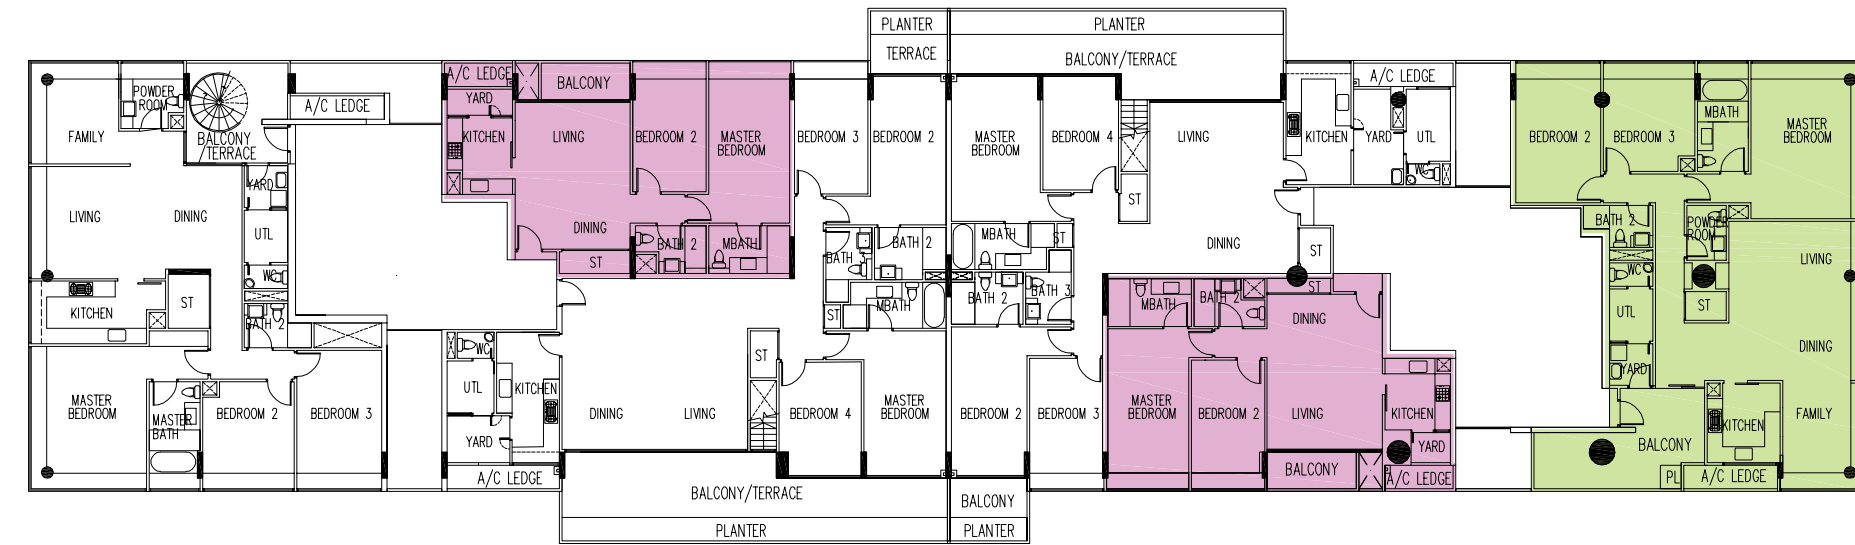 PLANTER
TERRACE
PLANTER
BALCONY/TERRACE
FAMILY
POWDER
ROOM
BALCONY
/TERRACE
A/C LEDGE
YARD
LIVING
DINING
UTL
WC
KITCHEN
ST
BATH 2
MASTER
BEDROOM
MASTER
BATH
BEDROOM 2
BEDROOM 3
A/C LEDGE
YARD
KITCHEN
BALCONY
LIVING
BEDROOM 2
MASTER
BEDROOM
DINING
ST
BATH 2
MBATH
BEDROOM 3
BEDROOM 2
BATH 3
BATH 2
ST
MBATH
WC
UTL
KITCHEN
YARD
A/C LEDGE
DINING
LIVING
ST
BEDROOM 4
MASTER
BEDROOM
BALCONY/TERRACE
PLANTER
MASTER
BEDROOM
BEDROOM 4
ST
LIVING
KITCHEN
A/C LEDGE
YARD
UTL
WC
MBATH
ST
DINING
ST
BATH 2
BATH 3
BEDROOM 2
BEDROOM 3
BALCONY
PLANTER
MBATH
BATH 2
ST
DINING
MASTER
BEDROOM
BEDROOM 2
LIVING
KITCHEN
YARD
BALCONY
A/C LEDGE
BEDROOM 2
BEDROOM 3
MBATH
MASTER
BEDROOM
BATH 2
POWDER
ROOM
WC
LIVING
UTL
ST
DINING
YARD
KITCHEN
FAMILY
BALCONY
PL
A/C LEDGE